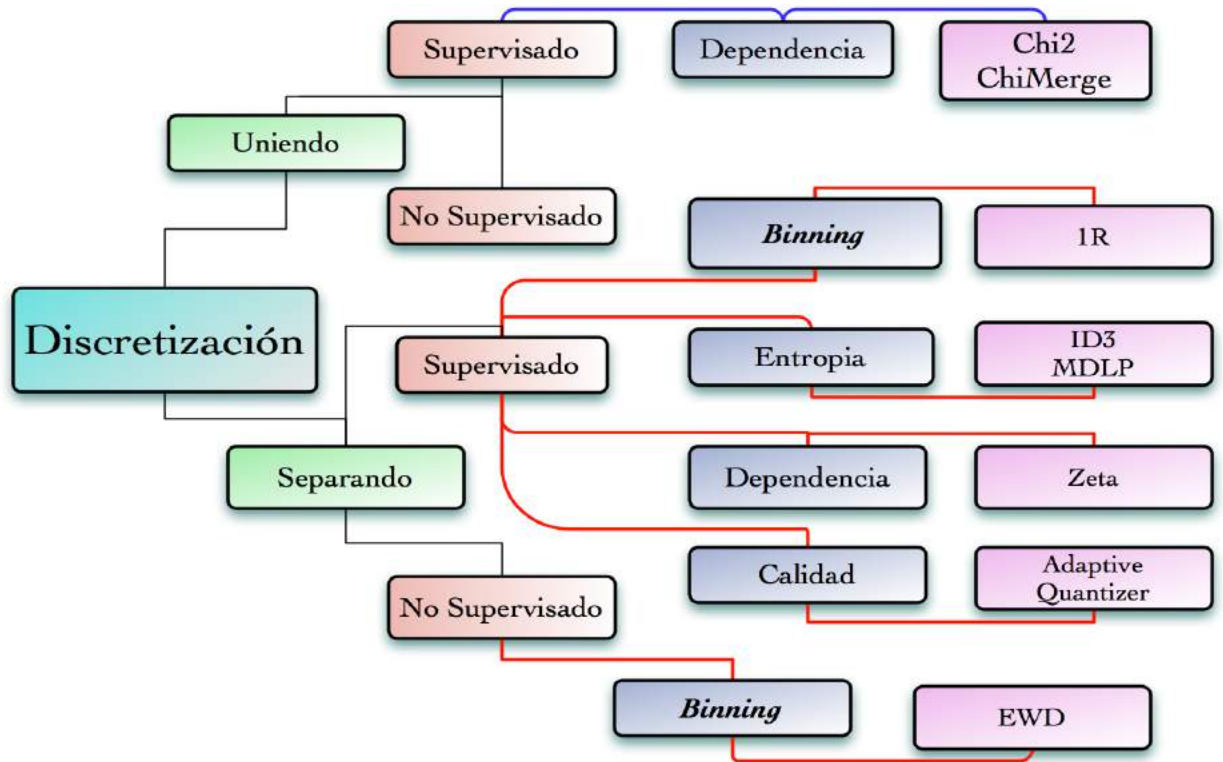 Supervisado
Dependencia
Chi2
ChiMerge
Uniendo
No Supervisado
Binning
1R
Discretización
Supervisado
Entropia
ID3
MDLP
Separando
Dependencia
Zeta
Calidad
Adaptive
Quantizer
No Supervisado
Binning
EWD